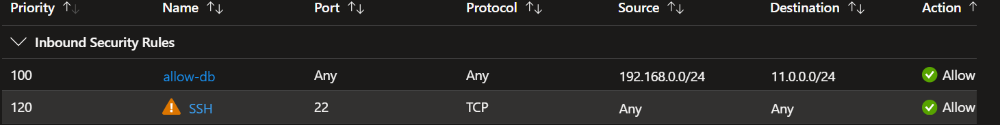 Priority Name Port Protocol Source Destination Action
Inbound Security Rules
100 allow-db Any Any 192.168.0.0/24 11.0.0.0/24 Allow
120 SSH 22 TCP Any Any Allow